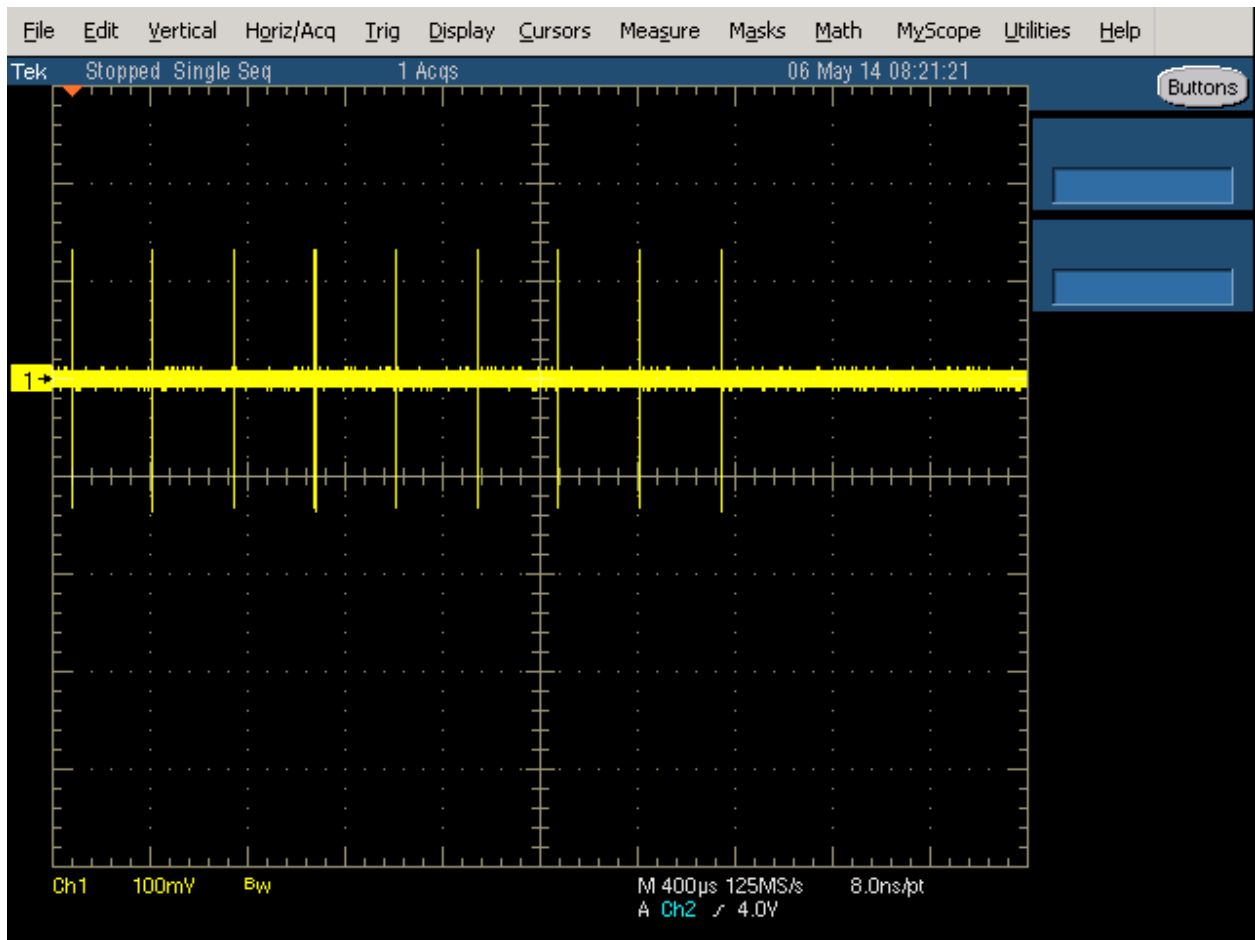 File Edit Vertical Horiz/Acq Trig Display Cursors Measure Masks Math MyScope Utilities Help
Tek Stopped Single Seq 1 Acqs 06 May 14 08:21:21
Buttons
1
Ch1 100mV BW M 400µs 125MS/s 8.0ns/pt
A Ch2 4.0V